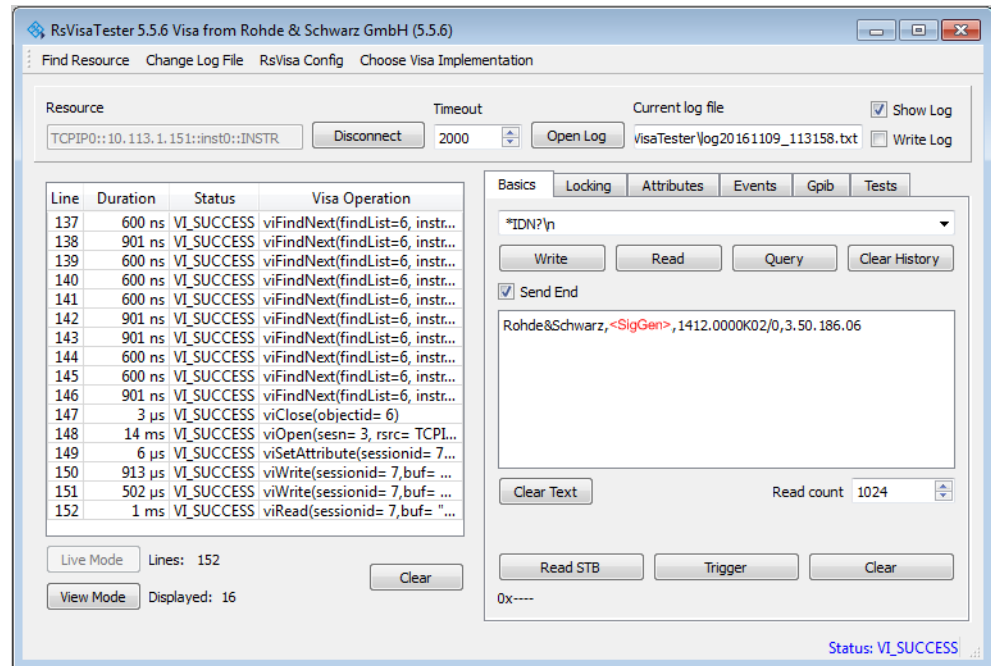 RsVisaTester 5.5.6 Visa from Rohde & Schwarz GmbH (5.5.6)
Find Resource Change Log File RsVisa Config Choose Visa Implementation
Resource Timeout Current log file Show Log
TCPIP0::10.113.1.151::inst0::INSTR Disconnect 2000 Open Log VisaTester\log20161109_113158.txt Write Log
Line Duration Status Visa Operation
137 600 ns VI_SUCCESS viFindNext(findList=6, instr...
138 901 ns VI_SUCCESS viFindNext(findList=6, instr...
139 600 ns VI_SUCCESS viFindNext(findList=6, instr...
140 600 ns VI_SUCCESS viFindNext(findList=6, instr...
141 600 ns VI_SUCCESS viFindNext(findList=6, instr...
142 901 ns VI_SUCCESS viFindNext(findList=6, instr...
143 901 ns VI_SUCCESS viFindNext(findList=6, instr...
144 600 ns VI_SUCCESS viFindNext(findList=6, instr...
145 600 ns VI_SUCCESS viFindNext(findList=6, instr...
146 901 ns VI_SUCCESS viFindNext(findList=6, instr...
147 3 µs VI_SUCCESS viClose(objectid= 6)
148 14 ms VI_SUCCESS viOpen(sesn= 3, rsrc= TCPI...
149 6 µs VI_SUCCESS viSetAttribute(sessionid= 7...
150 913 µs VI_SUCCESS viWrite(sessionid= 7,buf= ...
151 502 µs VI_SUCCESS viWrite(sessionid= 7,buf= ...
152 1 ms VI_SUCCESS viRead(sessionid= 7,buf= "...
Live Mode Lines: 152
Clear
View Mode Displayed: 16
Basics Locking Attributes Events Gpib Tests
*IDN?\n
Write Read Query Clear History
Send End
Rohde&Schwarz,<SigGen>,1412.0000K02/0,3.50.186.06
Clear Text Read count 1024
Read STB Trigger Clear
0x----
Status: VI_SUCCESS